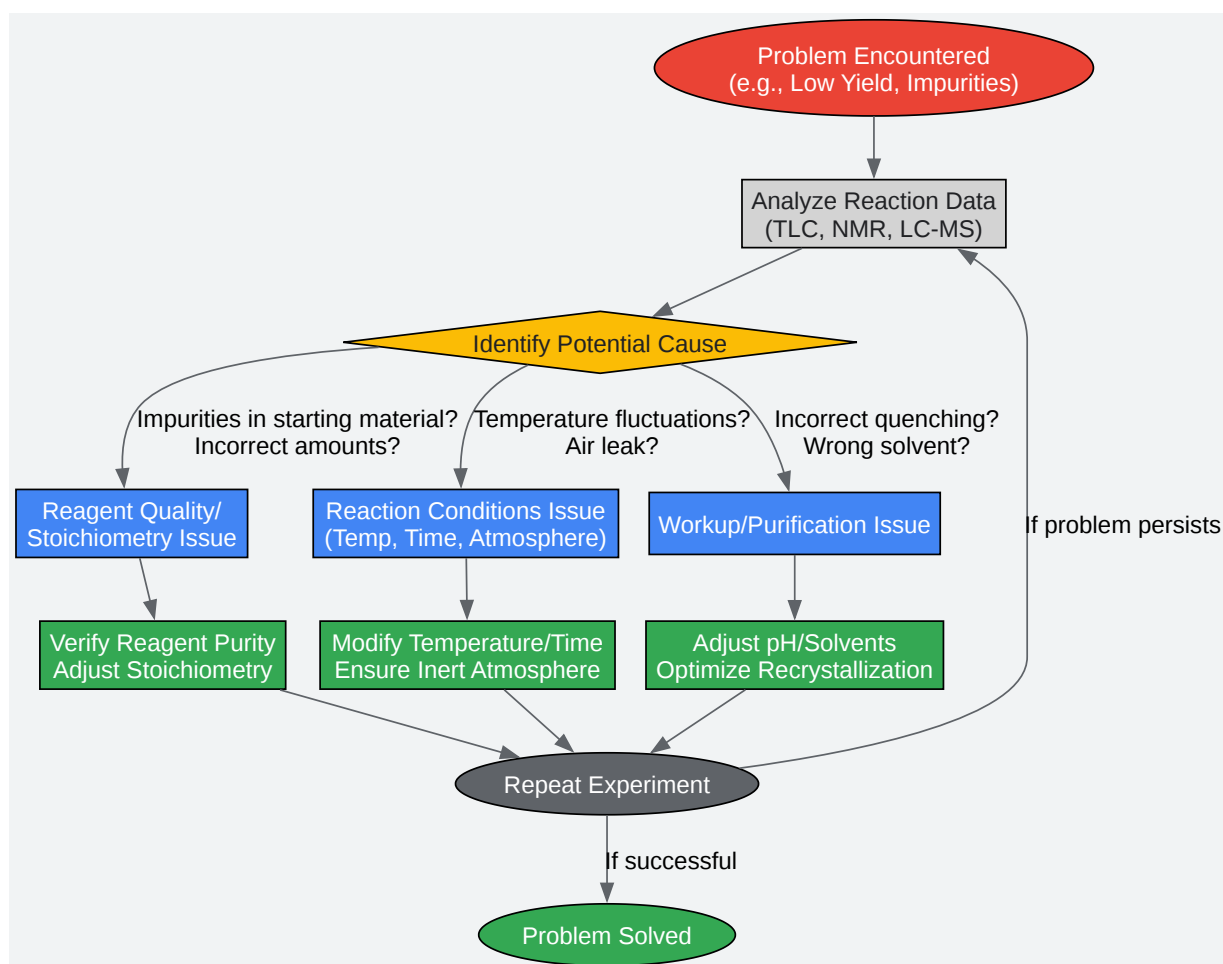 Problem Encountered
(e.g., Low Yield, Impurities)
Analyze Reaction Data
(TLC, NMR, LC-MS)
Identify Potential Cause
Impurities in starting material?
Incorrect amounts?
Temperature fluctuations?
Air leak?
Incorrect quenching?
Wrong solvent?
Reagent Quality/
Stoichiometry Issue
Reaction Conditions Issue
(Temp, Time, Atmosphere)
Workup/Purification Issue
If problem persists
Verify Reagent Purity
Adjust Stoichiometry
Modify Temperature/Time
Ensure Inert Atmosphere
Adjust pH/Solvents
Optimize Recrystallization
Repeat Experiment
If successful
Problem Solved